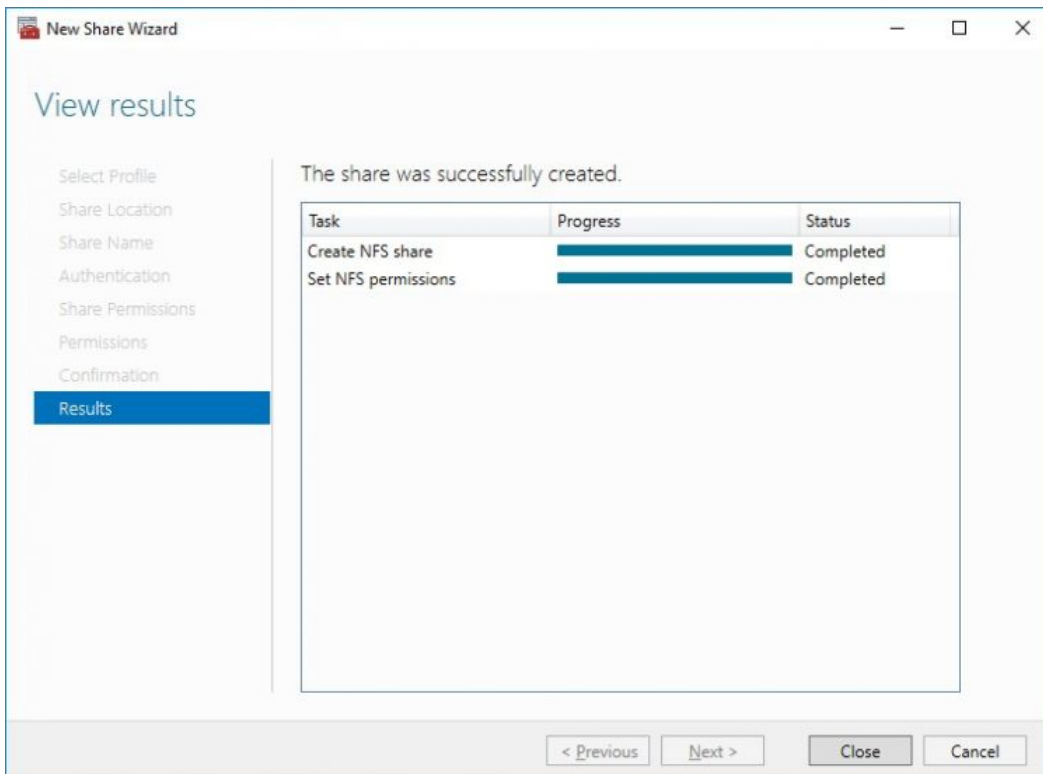 New Share Wizard
View results
Select Profile
Share Location
Share Name
Authentication
Share Permissions
Permissions
Confirmation
Results
The share was successfully created.
Task Progress Status
Create NFS share Completed
Set NFS permissions Completed
< Previous Next > Close Cancel